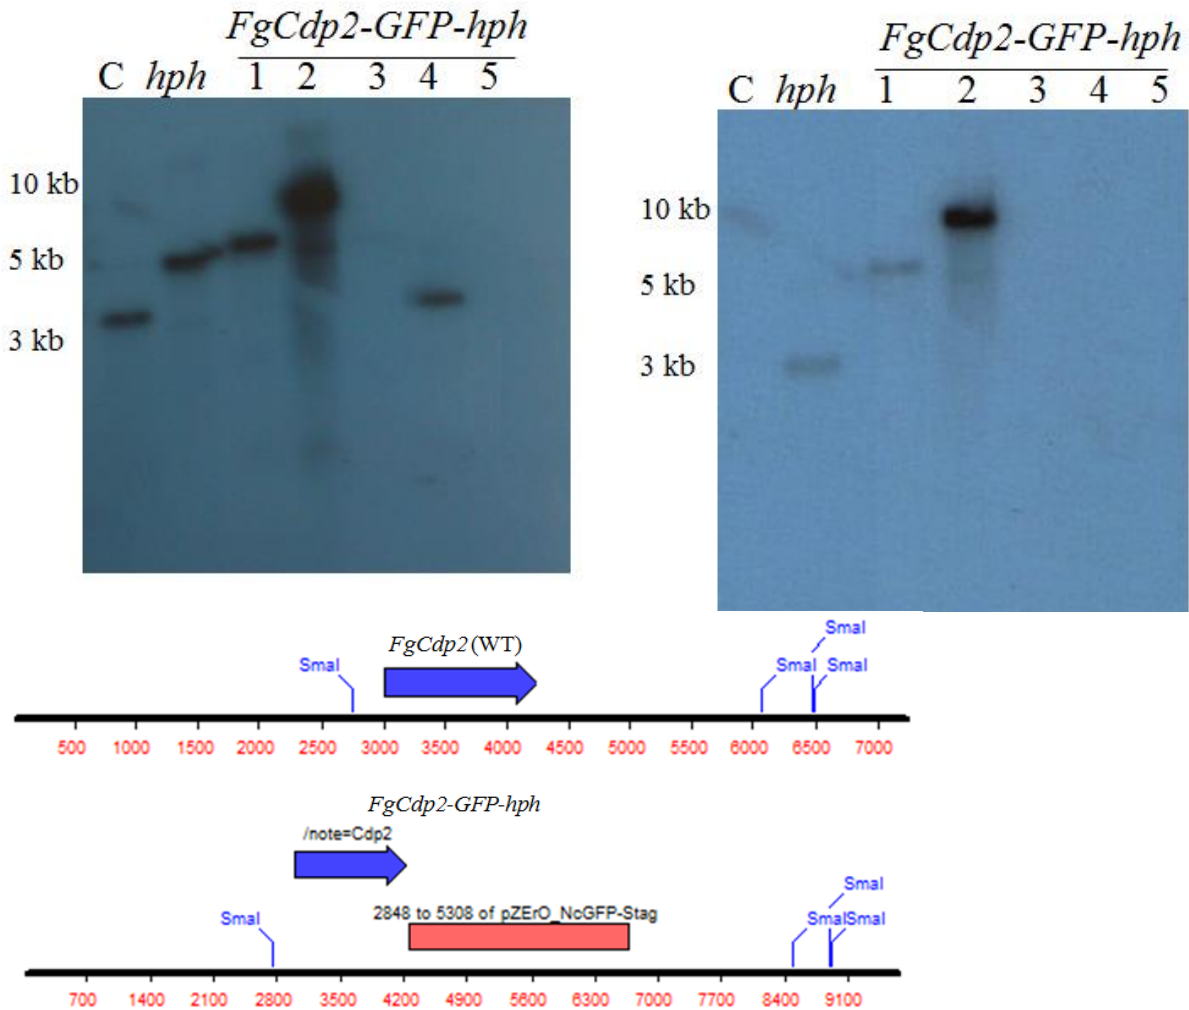 FgCdp2-GFP-hph
C hph 1 2 3 4 5
10 kb
5 kb
3 kb
FgCdp2-GFP-hph
C hph 1 2 3 4 5
10 kb
5 kb
3 kb
FgCdp2 (WT)
SmaI
SmaI
SmaI SmaI
500 1000 1500 2000 2500 3000 3500 4000 4500 5000 5500 6000 6500 7000
FgCdp2-GFP-hph
/note=Cdp2
SmaI
2848 to 5308 of pZErO_NcGFP-Stag
SmaI
SmaI SmaI
700 1400 2100 2800 3500 4200 4900 5600 6300 7000 7700 8400 9100